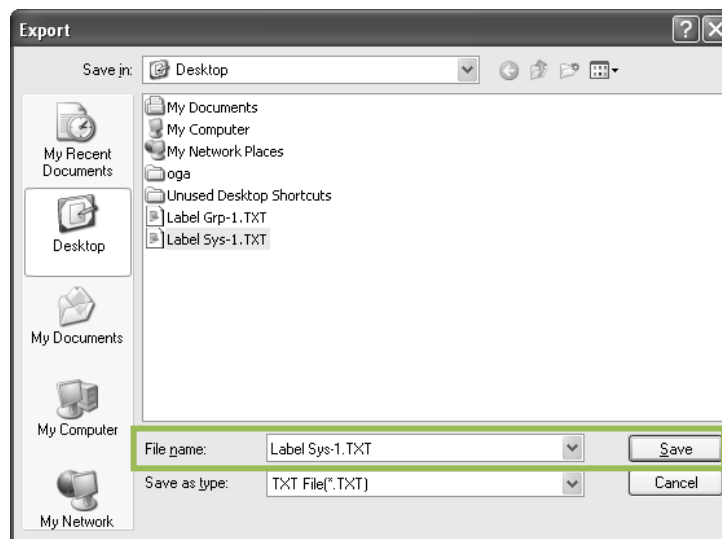 Export
Save in: Desktop
My Recent
Documents
Desktop
My Documents
My Computer
My Network
My Documents
My Computer
My Network Places
oga
Unused Desktop Shortcuts
Label Grp-1.TXT
Label Sys-1.TXT
File name: Label Sys-1.TXT Save
Save as type: TXT File(*.TXT) Cancel